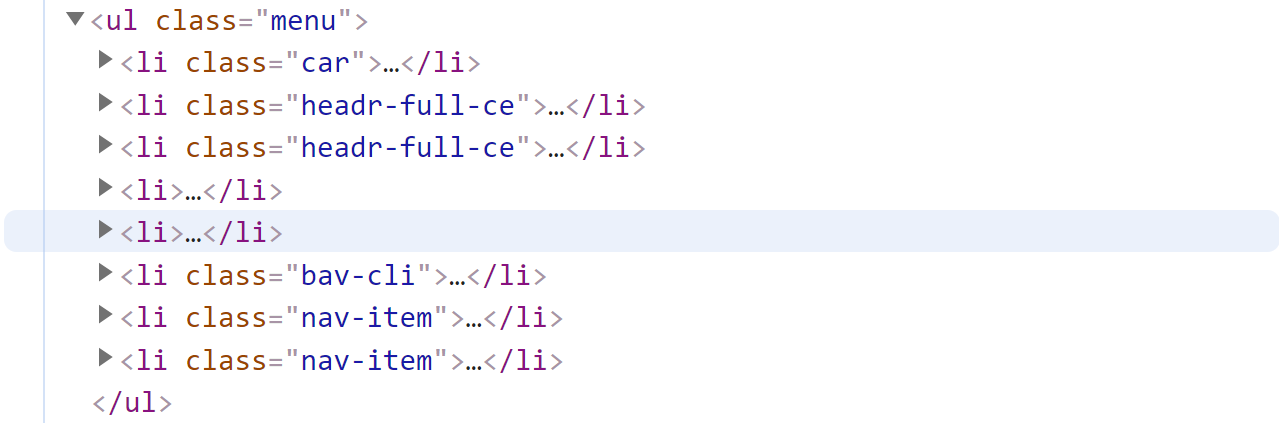 <ul class="menu">
<li class="car">…</li>
<li class="headr-full-ce">…</li>
<li class="headr-full-ce">…</li>
<li>…</li>
<li>…</li>
<li class="bav-cli">…</li>
<li class="nav-item">…</li>
<li class="nav-item">…</li>
</ul>